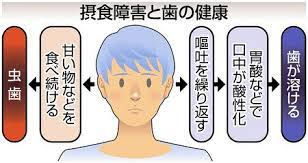 摂食障害と歯の健康
歯が溶ける
胃酸などで
口中が酸性化
嘔吐を繰り返す
甘い物などを
食べ続ける
虫歯